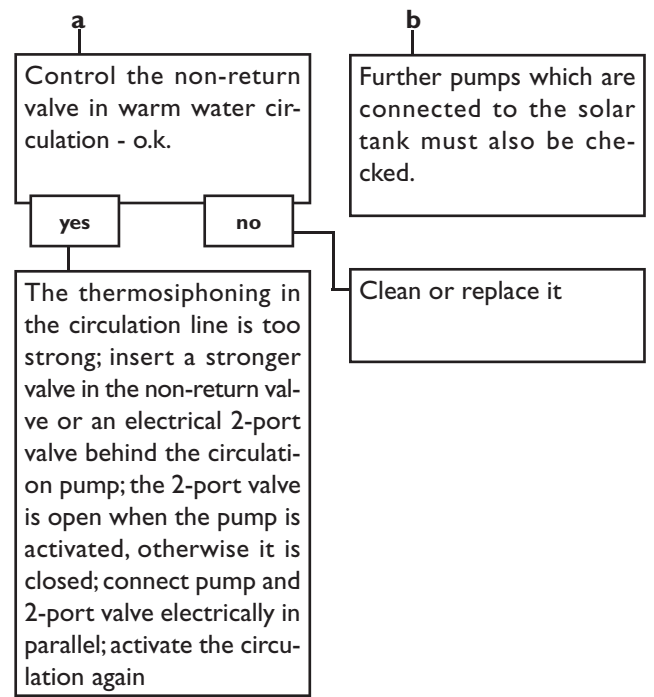 a
Control the non-return
valve in warm water cir-
culation - o.k.
yes
no
The thermosiphoning in
the circulation line is too
strong; insert a stronger
valve in the non-return val-
ve or an electrical 2-port
valve behind the circulati-
on pump; the 2-port valve
is open when the pump is
activated, otherwise it is
closed; connect pump and
2-port valve electrically in
parallel; activate the circu-
lation again
b
Further pumps which are
connected to the solar
tank must also be che-
cked.
Clean or replace it